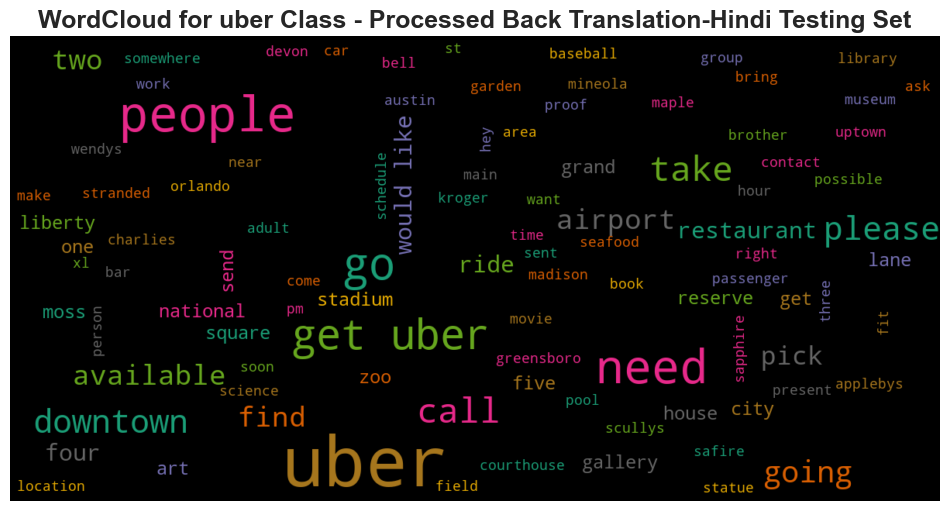 WordCloud for uber Class - Processed Back Translation-Hindi Testing Set
two somewhere devon car bell st baseball group library
work austin garden mineola proof bring maple museum ask
people wendys near hey area brother uptown
make stranded orlando schedule would like main kroger grand want take contact hour possible
liberty one charlies adult airport restaurant please
xl bar send go ride time sent seafood right lane
come madison book passenger
moss person national pm stadium reserve get three fit
square get uber movie
available soon zoo greensboro need sapphire pick
science five present applebys
downtown find call pool house city
four art uber scullys
location courthouse gallery safire going
field statue